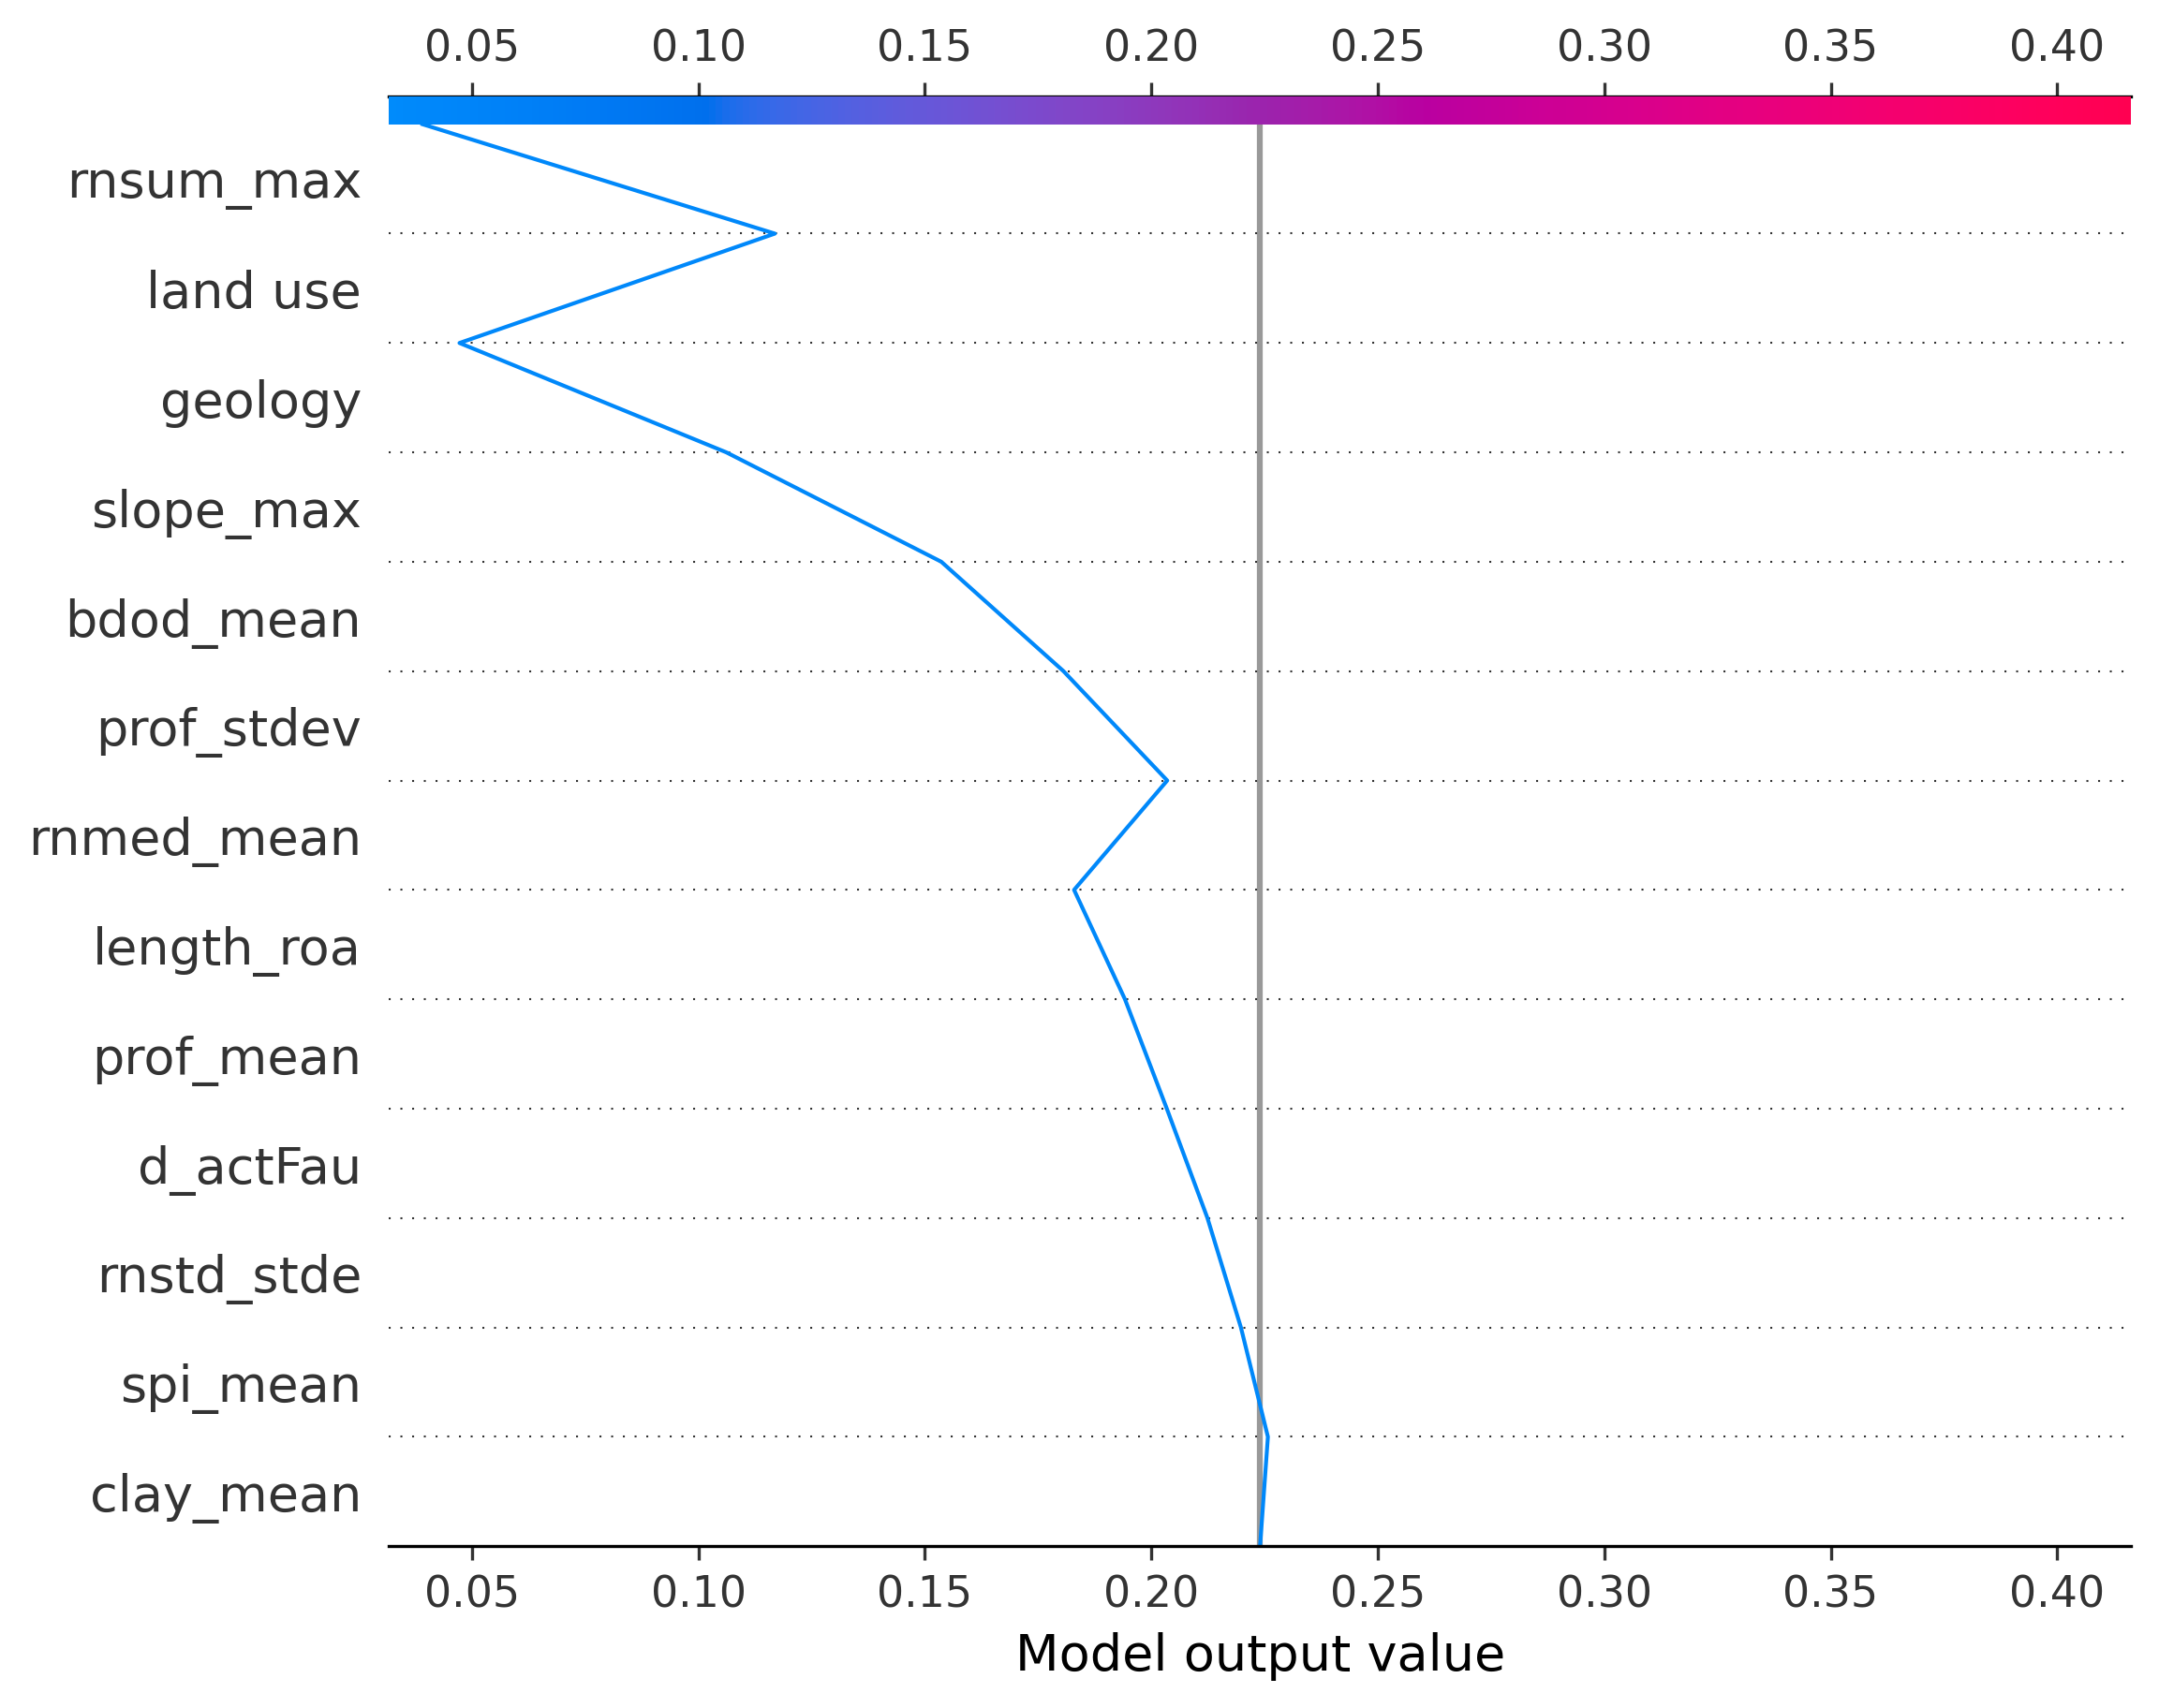 0.05 0.10 0.15 0.20 0.25 0.30 0.35 0.40
rnsum_max
land use
geology
slope_max
bdod_mean
prof_stdev
rnmed_mean
length_roa
prof_mean
d_actFau
rnstd_stde
spi_mean
clay_mean
0.05 0.10 0.15 0.20 0.25 0.30 0.35 0.40
Model output value